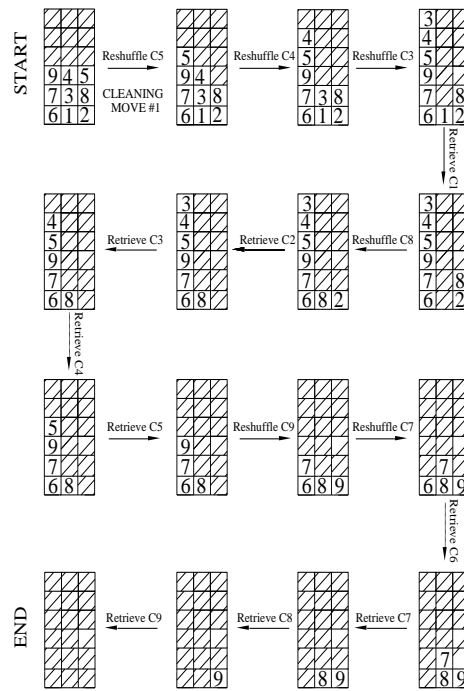 START
Reshuffle C5
CLEANING
MOVE #1
Reshuffle C4
Reshuffle C3
9 4 5
7 3 8
6 1 2
5
9 4
7 3 8
6 1 2
4
5
9
7 3 8
6 1 2
3
4
5
9
7 8
6 1 2
Retrieve C1
3
4
5
9
7 8
6 2
Reshuffle C8
3
4
5
9
7
6 8 2
Retrieve C2
3
4
5
9
7
6 8
Retrieve C3
4
5
9
7
6 8
Retrieve C4
5
9
7
6 8
Retrieve C5
9
7
6 8
Reshuffle C9
7
6 8 9
Reshuffle C7
7
6 8 9
Retrieve C6
7
8 9
Retrieve C7
8 9
Retrieve C8
9
Retrieve C9
END